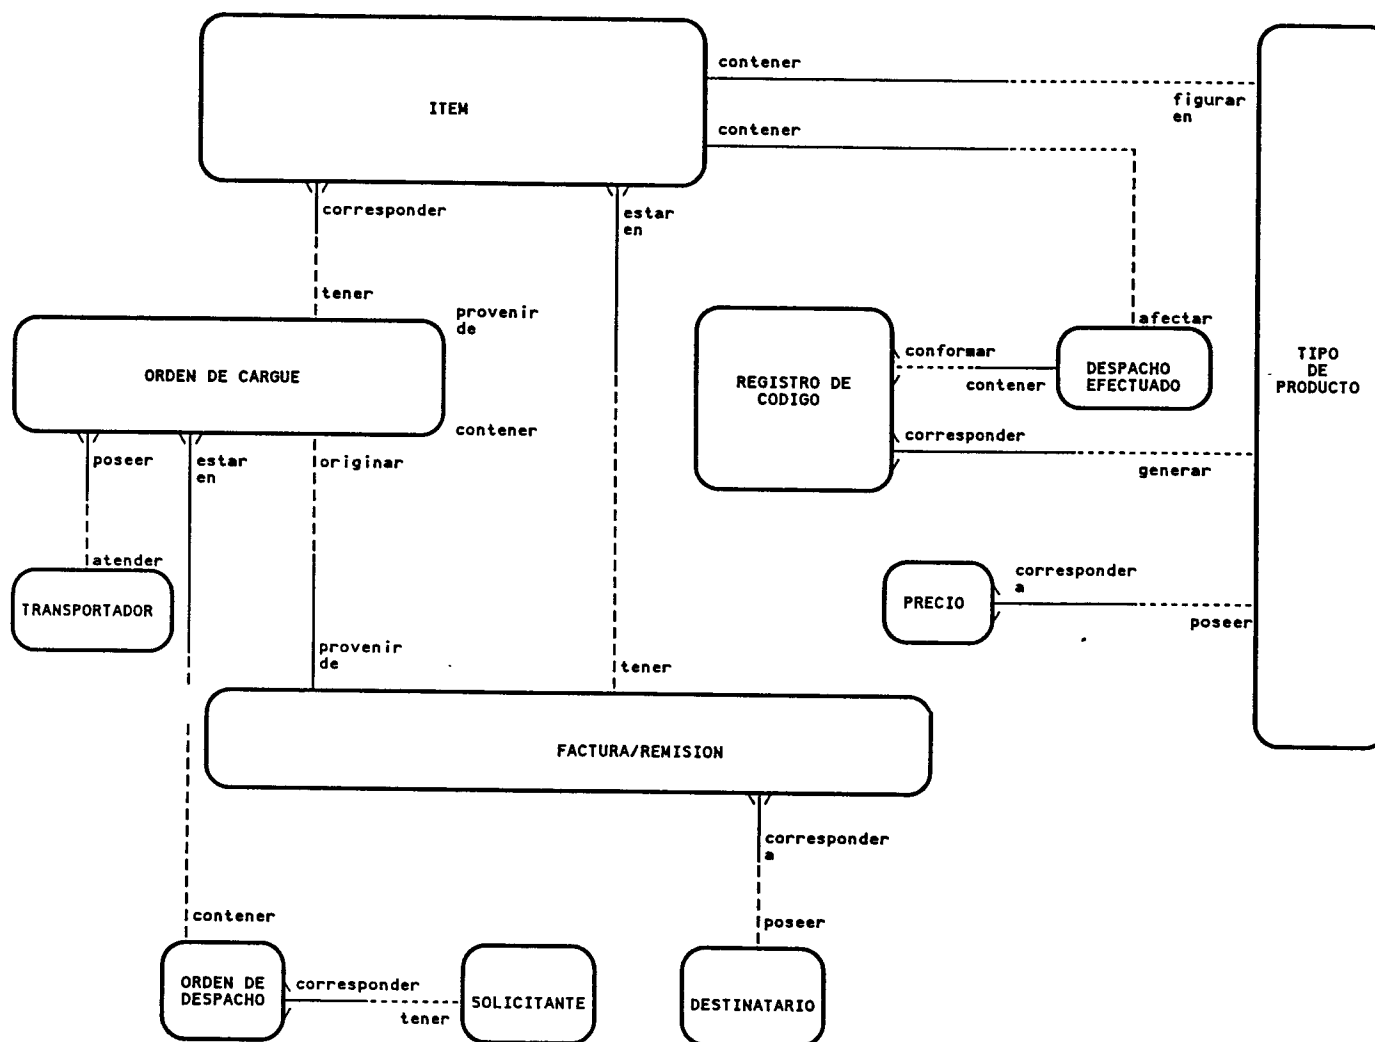 contener
ITEM
figurar
en
contener
corresponder
estar
en
tener
provenir
de
afectar
ORDEN DE CARGUE
REGISTRO DE
CODIGO
conformar
contener
DESPACHO
EFECTUADO
TIPO
DE
PRODUCTO
contener
corresponder
generar
poseer
estar
en
originar
atender
TRANSPORTADOR
PRECIO
corresponder
a
poseer
provenir
de
tener
FACTURA/REMISION
corresponder
a
contener
poseer
ORDEN DE
DESPACHO
corresponder
tener
SOLICITANTE
DESTINATARIO